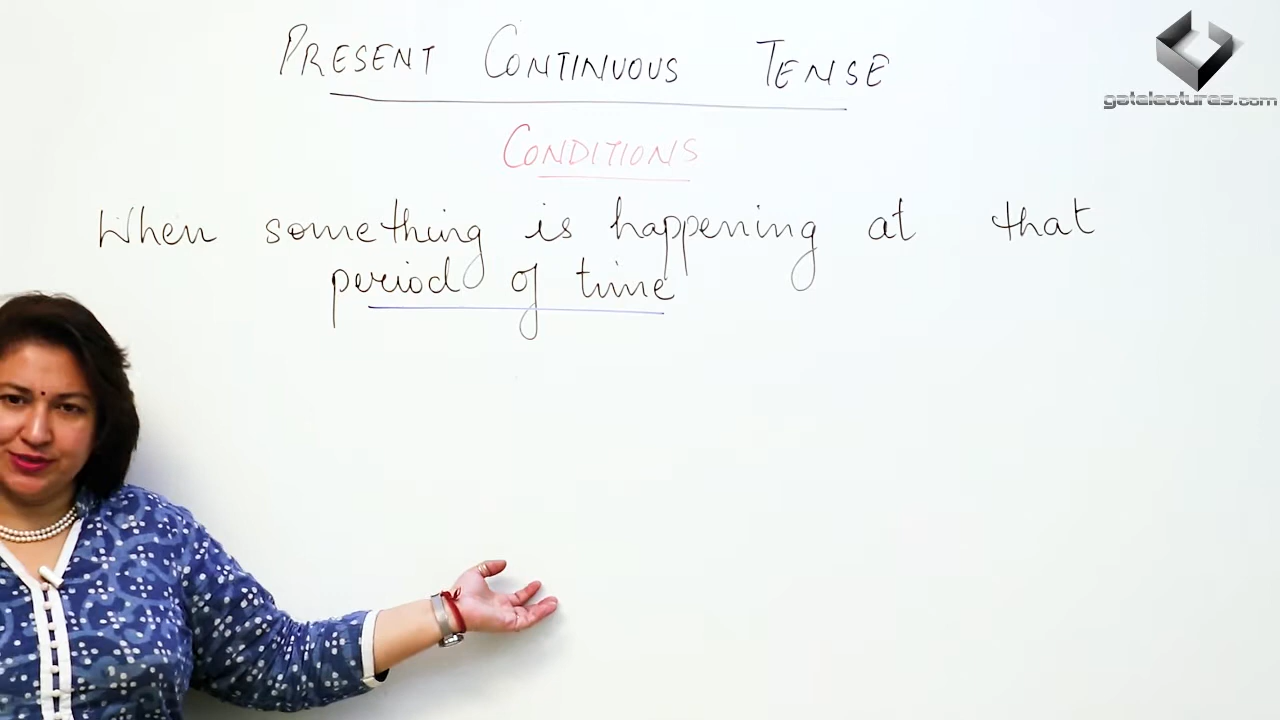 PRESENT CONTINUOUS TENSE
gatelectures.com
CONDITIONS
When something is happening at that
period of time